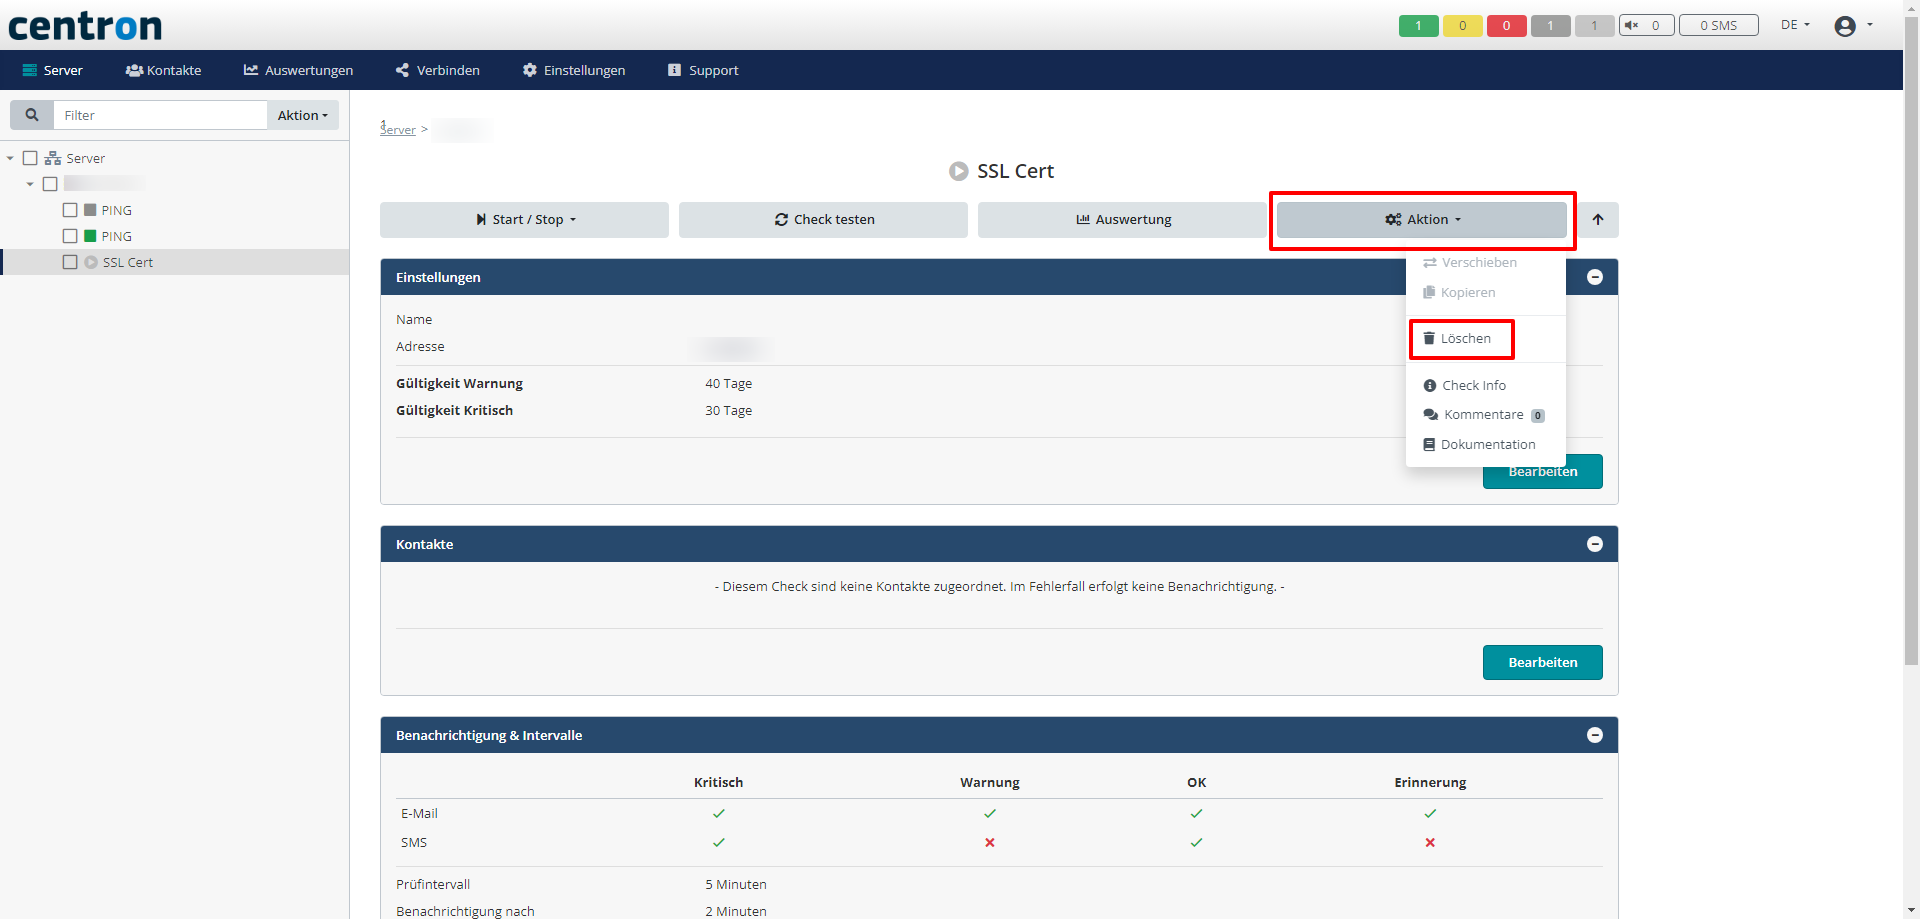 centron
1 0 0 1 1 0 0 SMS DE
Server Kontakte Auswertungen Verbinden Einstellungen Support
Filter Aktion
Server
PING
PING
SSL Cert
1
Server >
SSL Cert
Start / Stop Check testen Auswertung Aktion
Verschieben
Kopieren
Löschen
Check Info
Kommentare 0
Dokumentation
Einstellungen
Name
Adresse
Gültigkeit Warnung 40 Tage
Gültigkeit Kritisch 30 Tage
Bearbeiten
Kontakte
- Diesem Check sind keine Kontakte zugeordnet. Im Fehlerfall erfolgt keine Benachrichtigung. -
Bearbeiten
Benachrichtigung & Intervalle
Kritisch Warnung OK Erinnerung
E-Mail
SMS
Prüfintervall 5 Minuten
Benachrichtigung nach 2 Minuten